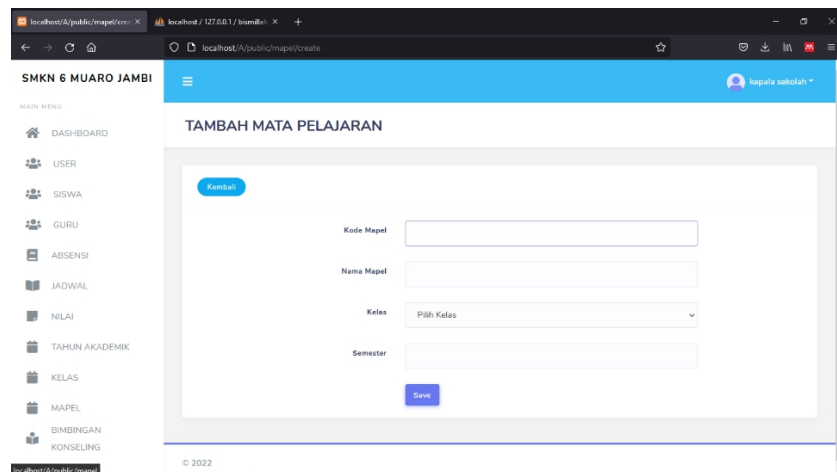 localhost/A/public/mapel/crea
localhost / 127.0.0.1 / bismillah
localhost/A/public/mapel/create
SMKN 6 MUARO JAMBI
kepala sekolah
MAIN MENU
DASHBOARD
USER
SISWA
GURU
ABSENSI
JADWAL
NILAI
TAHUN AKADEMIK
KELAS
MAPEL
BIMBINGAN
KONSELING
localhost/A/public/mapel
TAMBAH MATA PELAJARAN
Kembali
Kode Mapel
Nama Mapel
Kelas
Pilih Kelas
Semester
Save
© 2022